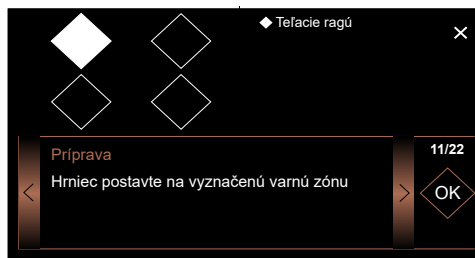 Teľacie ragú
Príprava
11/22
Hrniec postavte na vyznačenú varnú zónu
OK